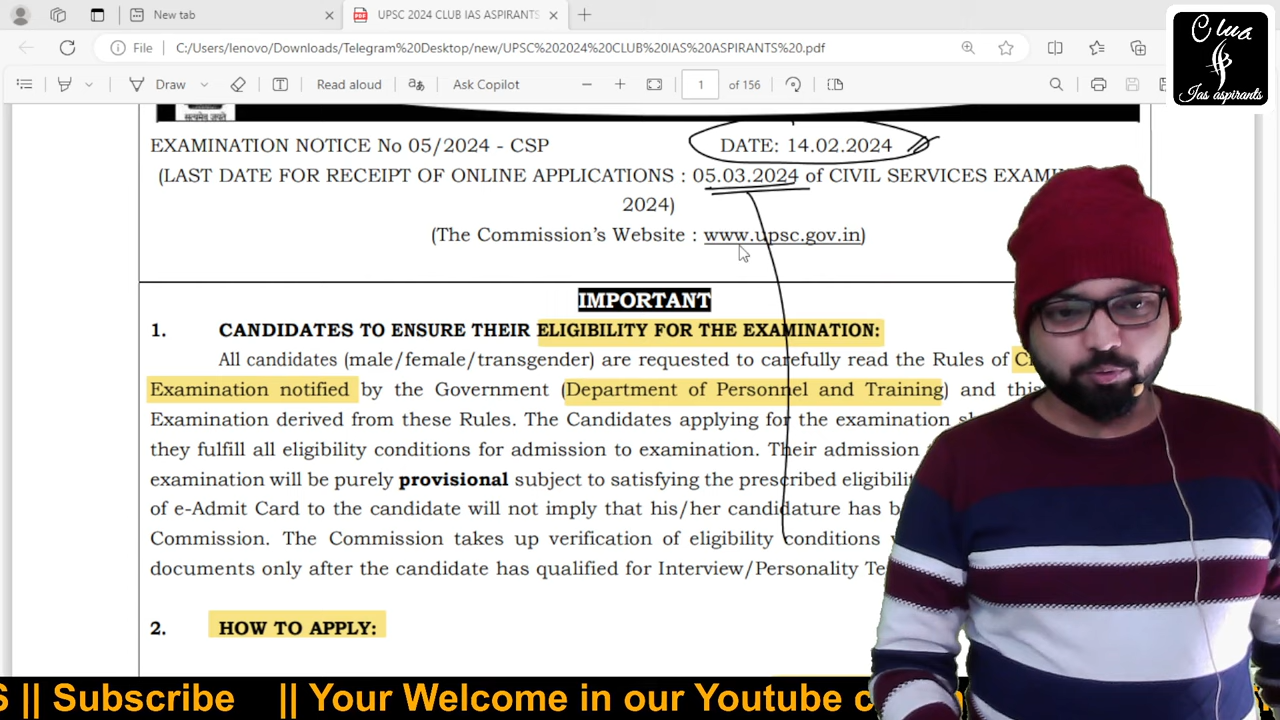 New tab
UPSC 2024 CLUB IAS ASPIRANTS
File
C:/Users/lenovo/Downloads/Telegram%20Desktop/new/UPSC%202024%20CLUB%20IAS%20ASPIRANTS%20.pdf
Draw
Read aloud
Ask Copilot
1 of 156
Clua
Ias aspirants
सत्यमेव जयते
EXAMINATION NOTICE No 05/2024 - CSP
DATE: 14.02.2024
(LAST DATE FOR RECEIPT OF ONLINE APPLICATIONS : 05.03.2024 of CIVIL SERVICES EXAM
2024)
(The Commission's Website : www.upsc.gov.in)
IMPORTANT
1. CANDIDATES TO ENSURE THEIR ELIGIBILITY FOR THE EXAMINATION:
All candidates (male/female/transgender) are requested to carefully read the Rules of
Examination notified by the Government (Department of Personnel and Training) and this
Examination derived from these Rules. The Candidates applying for the examination
they fulfill all eligibility conditions for admission to examination. Their admission
examination will be purely provisional subject to satisfying the prescribed
of e-Admit Card to the candidate will not imply that his/her candidature has
Commission. The Commission takes up verification of eligibility conditions
documents only after the candidate has qualified for Interview/Personality
2. HOW TO APPLY:
S || Subscribe || Your Welcome in our Youtube